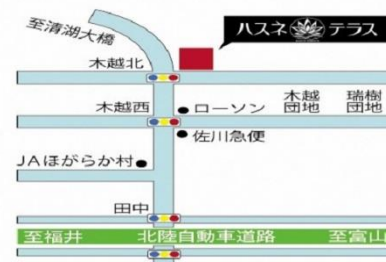 至清湖大橋
ハスネテラス
木越北
木越西
ローソン
木越団地
瑞樹団地
佐川急便
JAほがらか村
田中
至福井
北陸自動車道路
至富山